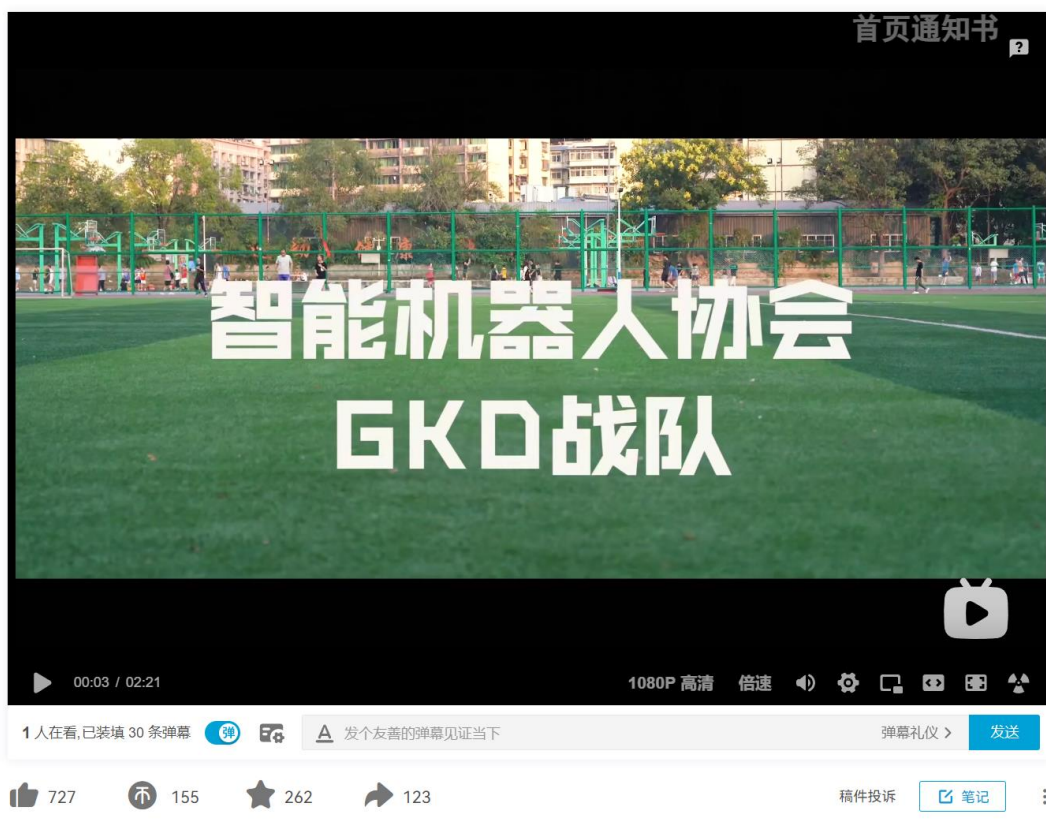 首页通知书
?
智能机器人协会
GKD战队
00:03 / 02:21
1080P 高清 倍速
1 人在看,已装填 30 条弹幕 弹 A 发个友善的弹幕见证当下 弹幕礼仪 发送
727 币 155 262 123 稿件投诉 笔记